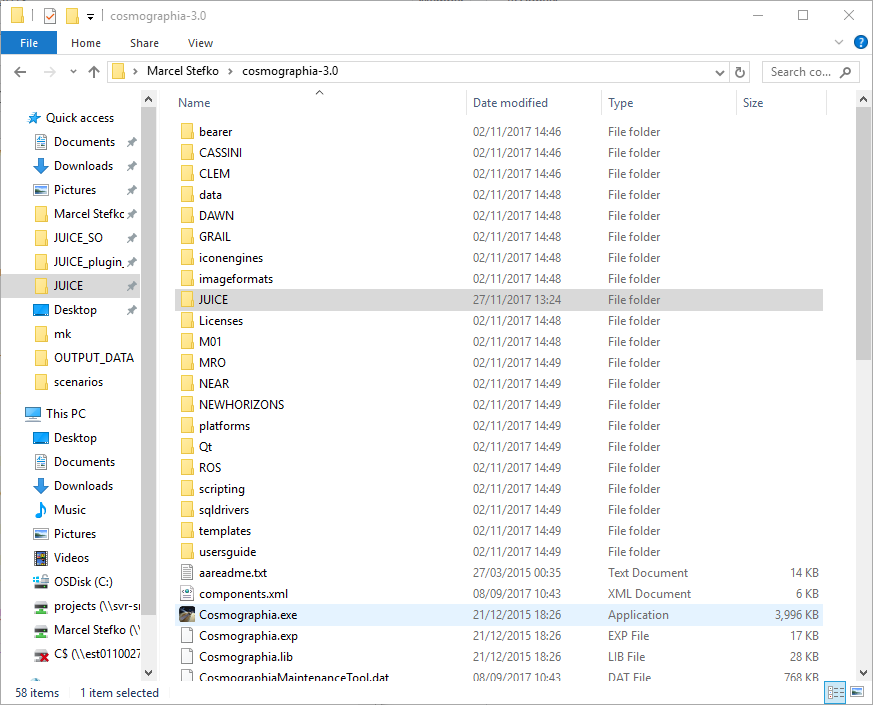 cosmographia-3.0
File Home Share View
Marcel Stefko cosmographia-3.0
Search co...
Name Date modified Type Size
Quick access
Documents
Downloads
Pictures
Marcel Stefkc
JUICE_SO
JUICE_plugin_
JUICE
Desktop
mk
OUTPUT_DATA
scenarios
This PC
Desktop
Documents
Downloads
Music
Pictures
Videos
OSDisk (C:)
projects (\\svr-sr
Marcel Stefko (\'
C$ (\\est0110027
bearer 02/11/2017 14:46 File folder
CASSINI 02/11/2017 14:46 File folder
CLEM 02/11/2017 14:46 File folder
data 02/11/2017 14:48 File folder
DAWN 02/11/2017 14:48 File folder
GRAIL 02/11/2017 14:48 File folder
iconengines 02/11/2017 14:48 File folder
imageformats 02/11/2017 14:48 File folder
JUICE 27/11/2017 13:24 File folder
Licenses 02/11/2017 14:48 File folder
M01 02/11/2017 14:48 File folder
MRO 02/11/2017 14:49 File folder
NEAR 02/11/2017 14:49 File folder
NEWHORIZONS 02/11/2017 14:49 File folder
platforms 02/11/2017 14:49 File folder
Qt 02/11/2017 14:49 File folder
ROS 02/11/2017 14:49 File folder
scripting 02/11/2017 14:49 File folder
sqldrivers 02/11/2017 14:49 File folder
templates 02/11/2017 14:49 File folder
usersguide 02/11/2017 14:49 File folder
aareadme.txt 27/03/2015 00:35 Text Document 14 KB
components.xml 08/09/2017 10:43 XML Document 6 KB
Cosmographia.exe 21/12/2015 18:26 Application 3,996 KB
Cosmographia.exp 21/12/2015 18:26 EXP File 17 KB
Cosmographia.lib 21/12/2015 18:26 LIB File 28 KB
CosmographiaMaintenanceTool.dat 08/09/2017 10:43 DAT File 768 KB
58 items 1 item selected